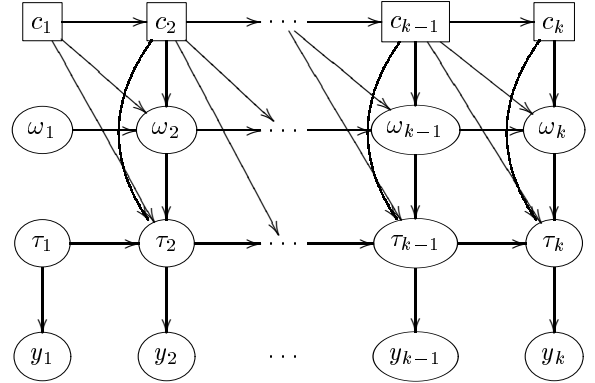 c₁ c₂ ··· cₖ₋₁ cₖ
ω₁ ω₂ ··· ωₖ₋₁ ωₖ
τ₁ τ₂ ··· τₖ₋₁ τₖ
y₁ y₂ ··· yₖ₋₁ yₖ